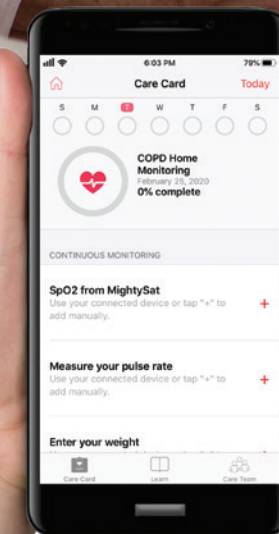 6:03 PM
79%
Care Card
Today
S M T W T F S
COPD Home
Monitoring
February 25, 2020
0% complete
CONTINUOUS MONITORING
SpO2 from MightySat
Use your connected device or tap "+" to
add manually.
+
Measure your pulse rate
Use your connected device or tap "+" to
add manually.
+
Enter your weight
Care Card
Learn
Care Team